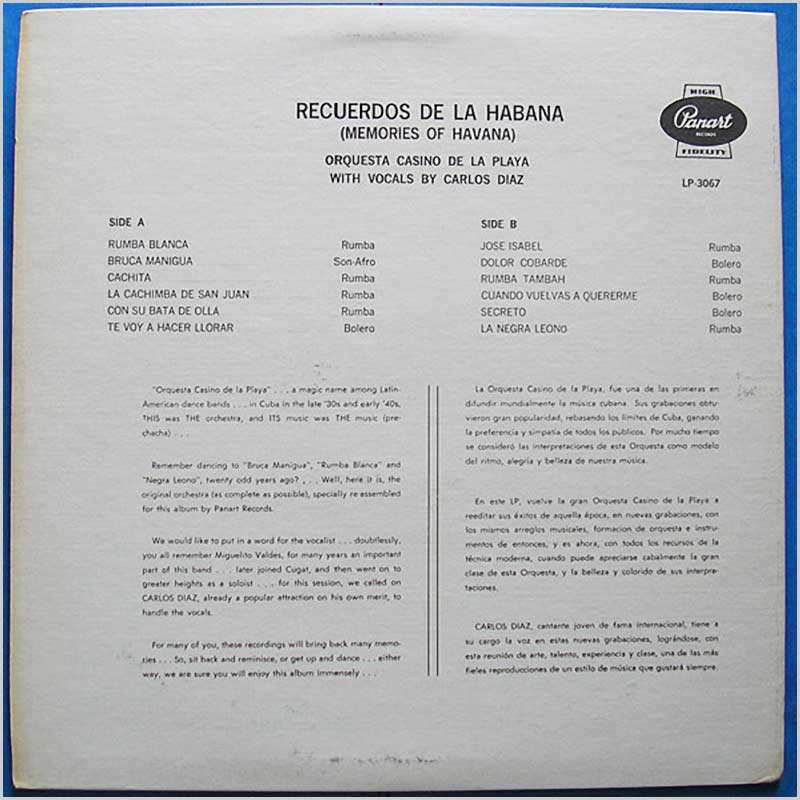 RECUERDOS DE LA HABANA
(MEMORIES OF HAVANA)
ORQUESTA CASINO DE LA PLAYA
WITH VOCALS BY CARLOS DIAZ
HIGH
Panart
RECORDS
FIDELITY
LP-3067
SIDE A
RUMBA BLANCA Rumba
BRUCA MANIGUA Son-Afro
CACHITA Rumba
LA CACHIMBA DE SAN JUAN Rumba
CON SU BATA DE OLLA Rumba
TE VOY A HACER LLORAR Bolero
SIDE B
JOSE ISABEL Rumba
DOLOR COBARDE Bolero
RUMBA TAMBAH Rumba
CUANDO VUELVAS A QUERERME Bolero
SECRETO Bolero
LA NEGRA LEONO Rumba
"Orquesta Casino de la Playa" . . . a magic name among Latin-
American dance bands . . . in Cuba in the late '30s and early '40s,
THIS was THE orchestra, and ITS music was THE music (pre-
chacha) . . .
Remember dancing to "Bruca Manigua", "Rumba Blanca" and
"Negra Leono", twenty odd years ago? , . . Well, here it is, the
original orchestra (as complete as possible), specially re-assembled
for this album by Panart Records.
We would like to put in a word for the vocalist . . . doubtlessly,
you all remember Miguelito Valdes, for many years an important
part of this band . . . later joined Cugat, and then went on to
greater heights as a soloist . . . for this session, we called on
CARLOS DIAZ, already a popular attraction on his own merit, to
handle the vocals.
For many of you, these recordings will bring back many memo-
ries . . . So, sit back and reminisce, or get up and dance . . . either
way, we are sure you will enjoy this album immensely . . .
La Orquesta Casino de la Playa, fue una de las primeras en
difundir mundialmente la música cubana. Sus grabaciones obtu-
vieron gran popularidad, rebasando los límites de Cuba, ganando
la preferencia y simpatía de todos los públicos. Por mucho tiempo
se consideró las interpretaciones de esta Orquesta como modelo
del ritmo, alegría y belleza de nuestra música.
En este LP, vuelve la gran Orquesta Casino de la Playa a
reeditar sus éxitos de aquella época, en nuevas grabaciones, con
los mismos arreglos musicales, formacion de orquesta e instru-
mentos de entonces, y es ahora, con todos los recursos de la
técnica moderna, cuando puede apreciarse cabalmente la gran
clase de esta Orquesta, y la belleza y colorido de sus interpre-
taciones.
CARLOS DIAZ, cantante joven de fama internacional, tiene a
su cargo la voz en estas nuevas grabaciones, lográndose, con
esta reunión de arte, talento, experiencia y clase, una de las más
fieles reproducciones de un estilo de música que gustará siempre.